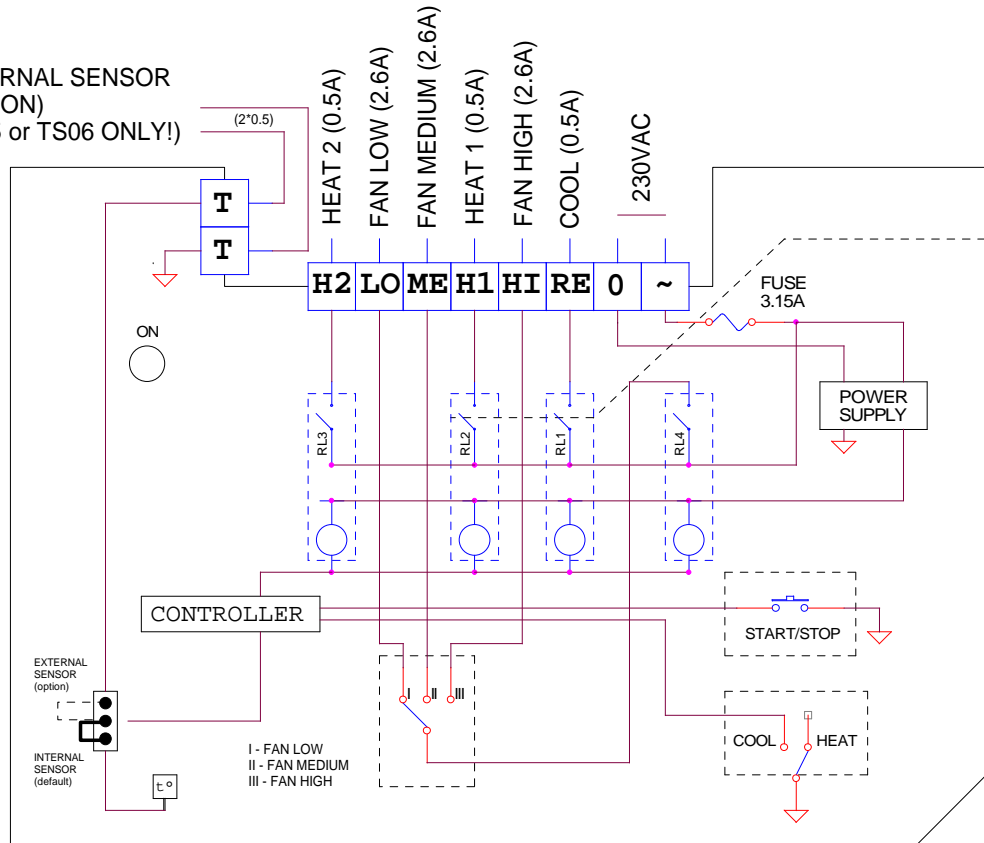 RNAL SENSOR
ON)
or TS06 ONLY!)
(2*0.5)
HEAT 2 (0.5A)
FAN LOW (2.6A)
FAN MEDIUM (2.6A)
HEAT 1 (0.5A)
FAN HIGH (2.6A)
COOL (0.5A)
230VAC
T
T
H2 LO ME H1 HI RE 0 ~
FUSE
3.15A
ON
POWER
SUPPLY
RL3
RL2
RL1
RL4
CONTROLLER
START/STOP
EXTERNAL
SENSOR
(option)
I II III
COOL HEAT
INTERNAL
SENSOR
(default)
I - FAN LOW
II - FAN MEDIUM
III - FAN HIGH
t°